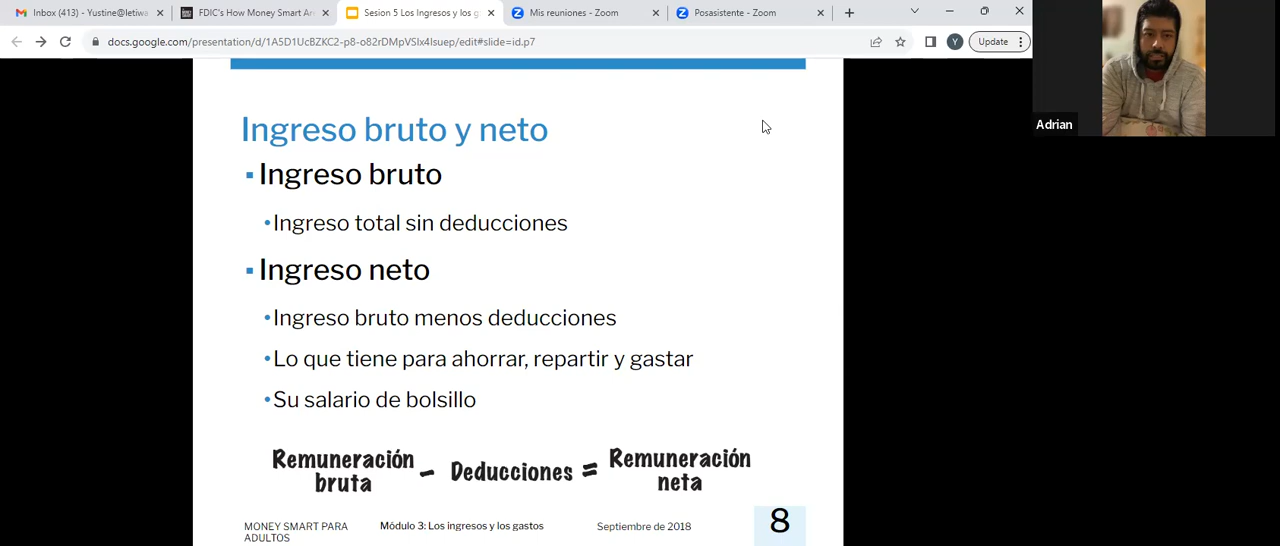 Inbox (413) - Yustine@letiwa
FDIC's How Money Smart Are
Sesion 5 Los Ingresos y los g
Mis reuniones - Zoom
Posasistente - Zoom
docs.google.com/presentation/d/1A5D1UcBZKC2-p8-o82rDMpVSIx4Isuep/edit#slide=id.p7
Y
Update
Adrian
Ingreso bruto y neto
Ingreso bruto
Ingreso total sin deducciones
Ingreso neto
Ingreso bruto menos deducciones
Lo que tiene para ahorrar, repartir y gastar
Su salario de bolsillo
Remuneración bruta - Deducciones = Remuneración neta
MONEY SMART PARA
ADULTOS
Módulo 3: Los ingresos y los gastos
Septiembre de 2018
8